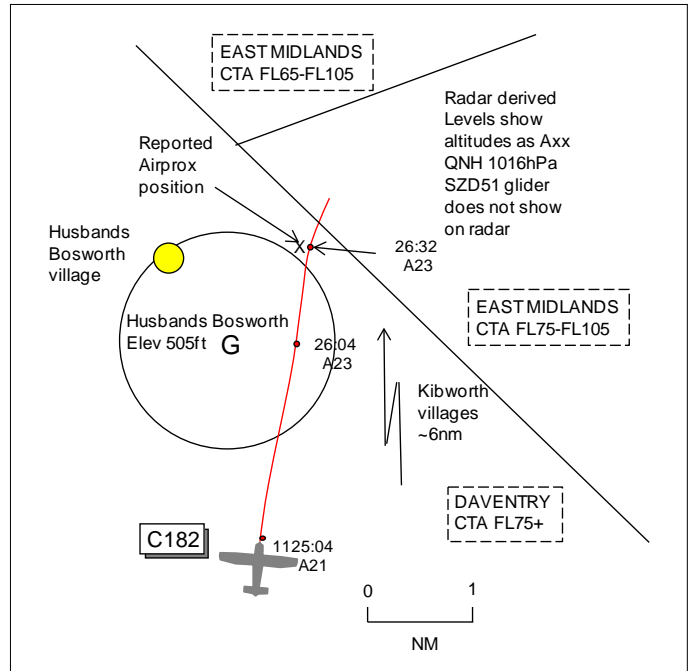 EAST MIDLANDS
CTA FL65-FL105
Radar derived
Levels show
altitudes as Axx
QNH 1016hPa
SZD51 glider
does not show
on radar
Reported
Airprox
position
Husbands
Bosworth
village
X
26:32
A23
EAST MIDLANDS
CTA FL75-FL105
Husbands Bosworth
Elev 505ft G
26:04
A23
Kibworth
villages
~6nm
DAVENTRY
CTA FL75+
C182
1125:04
A21
0 1
NM